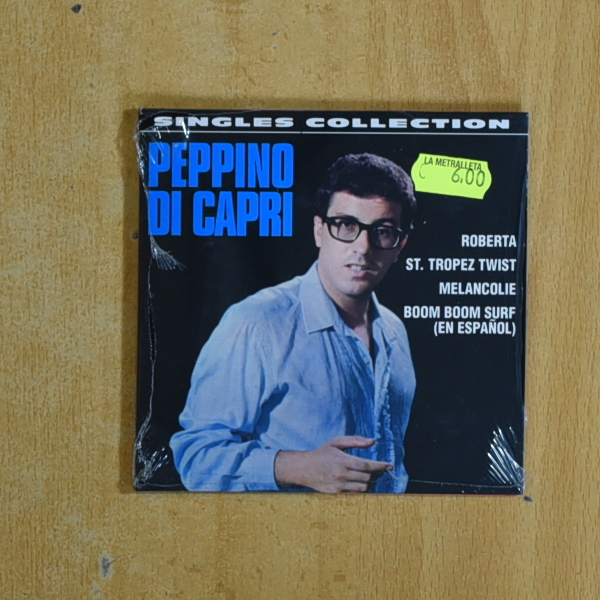 SINGLES COLLECTION
PEPPINO
DI CAPRI
LA METRALLETA
6.00
ROBERTA
ST. TROPEZ TWIST
MELANCOLIE
BOOM BOOM SURF
(EN ESPAÑOL)